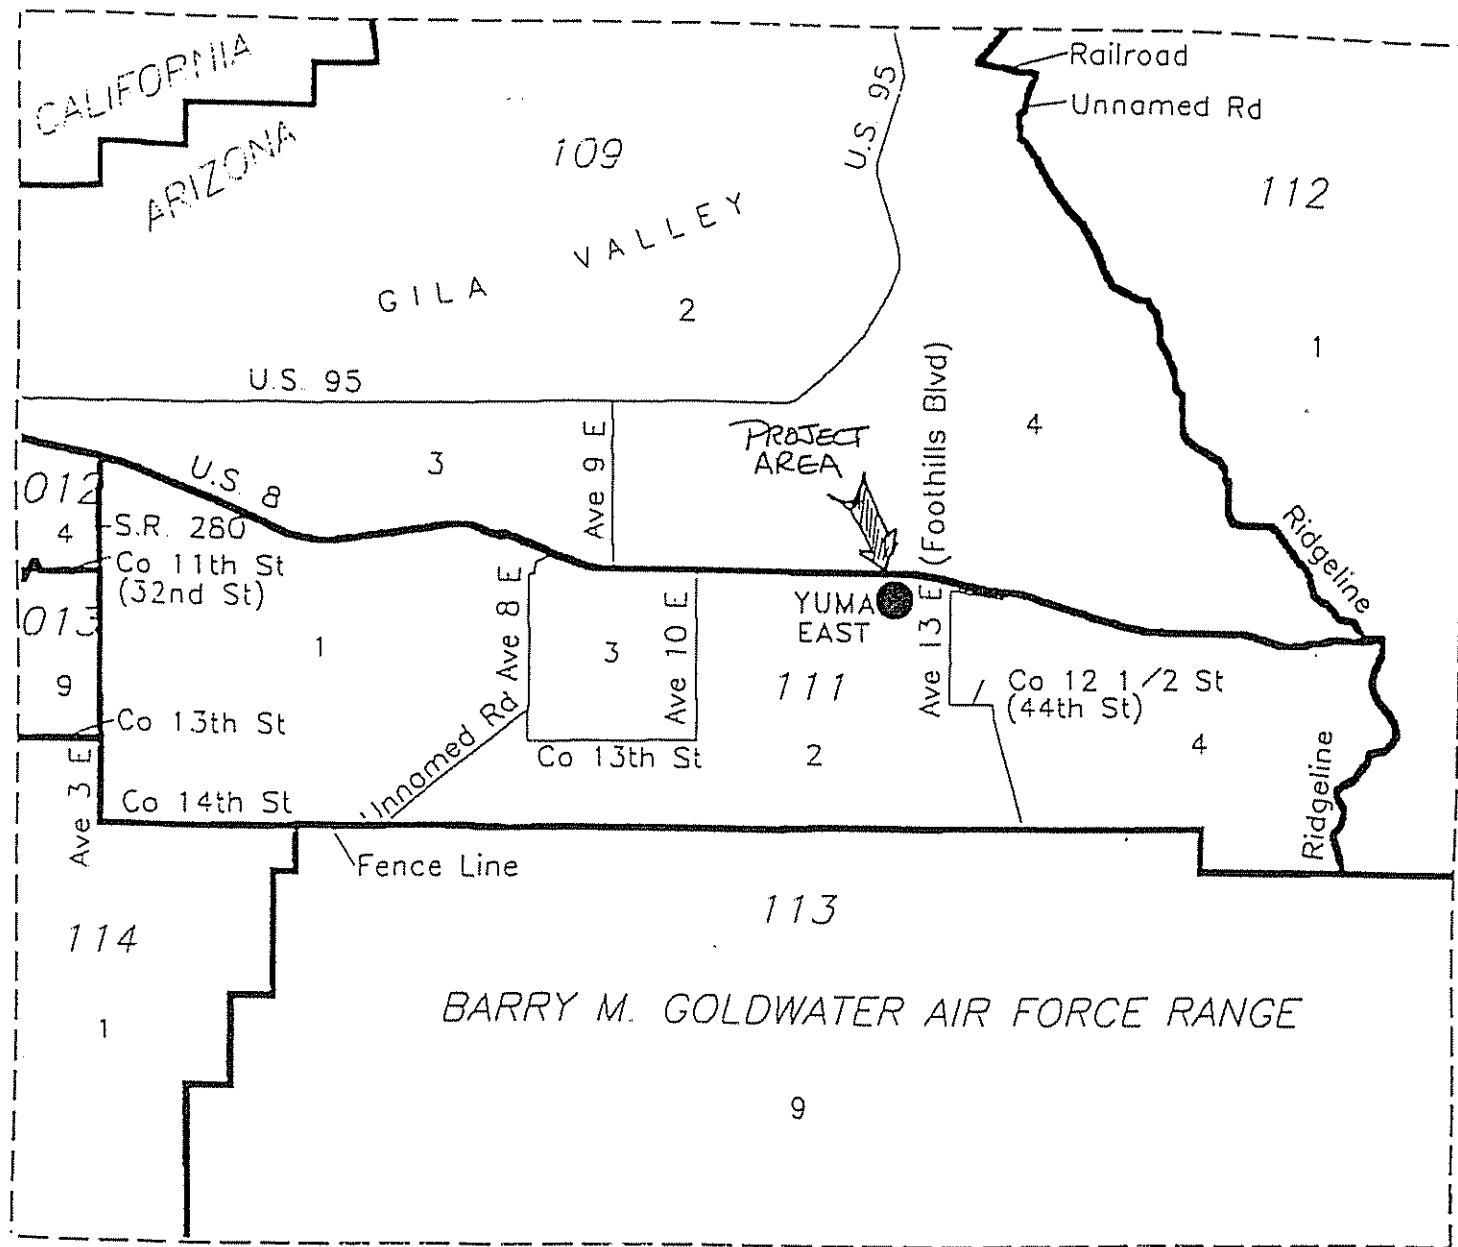 CALIFORNIA
ARIZONA
Railroad
Unnamed Rd
109
U.S. 95
112
GILA VALLEY
2
1
U.S. 95
(Foothills Blvd)
4
PROJECT
AREA
Ave 9 E
3
U.S. 8
012
4
S.R. 280
Co 11th St
(32nd St)
Ridgeline
013
Ave 8 E
Ave 10 E
YUMA
EAST
Ave 13 E
1
3
9
111
Co 12 1/2 St
(44th St)
Co 13th St
Unnamed Rd
Co 13th St
2
4
Ave 3 E
Co 14th St
Ridgeline
Fence Line
113
114
BARRY M. GOLDWATER AIR FORCE RANGE
1
9